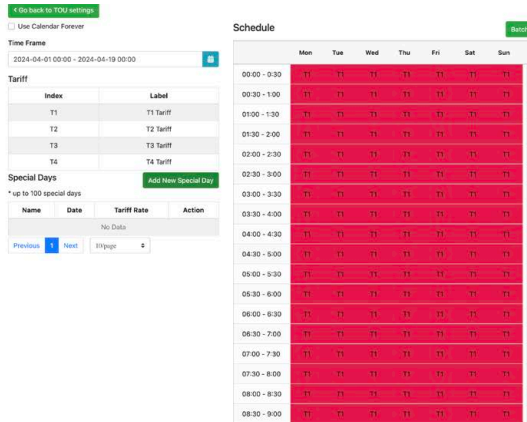 < Go back to TOU settings
Use Calendar Forever
Time Frame
2024-04-01 00:00 - 2024-04-19 00:00
Tariff
Index Label
T1 T1 Tariff
T2 T2 Tariff
T3 T3 Tariff
T4 T4 Tariff
Special Days Add New Special Day
* up to 100 special days
Name Date Tariff Rate Action
No Data
Previous 1 Next 10/page
Schedule Batch
Mon Tue Wed Thu Fri Sat Sun
00:00 - 0:30 T1 T1 T1 T1 T1 T1 T1
00:30 - 1:00 T1 T1 T1 T1 T1 T1 T1
01:00 - 1:30 T1 T1 T1 T1 T1 T1 T1
01:30 - 2:00 T1 T1 T1 T1 T1 T1 T1
02:00 - 2:30 T1 T1 T1 T1 T1 T1 T1
02:30 - 3:00 T1 T1 T1 T1 T1 T1 T1
03:00 - 3:30 T1 T1 T1 T1 T1 T1 T1
03:30 - 4:00 T1 T1 T1 T1 T1 T1 T1
04:00 - 4:30 T1 T1 T1 T1 T1 T1 T1
04:30 - 5:00 T1 T1 T1 T1 T1 T1 T1
05:00 - 5:30 T1 T1 T1 T1 T1 T1 T1
05:30 - 6:00 T1 T1 T1 T1 T1 T1 T1
06:00 - 6:30 T1 T1 T1 T1 T1 T1 T1
06:30 - 7:00 T1 T1 T1 T1 T1 T1 T1
07:00 - 7:30 T1 T1 T1 T1 T1 T1 T1
07:30 - 8:00 T1 T1 T1 T1 T1 T1 T1
08:00 - 8:30 T1 T1 T1 T1 T1 T1 T1
08:30 - 9:00 T1 T1 T1 T1 T1 T1 T1